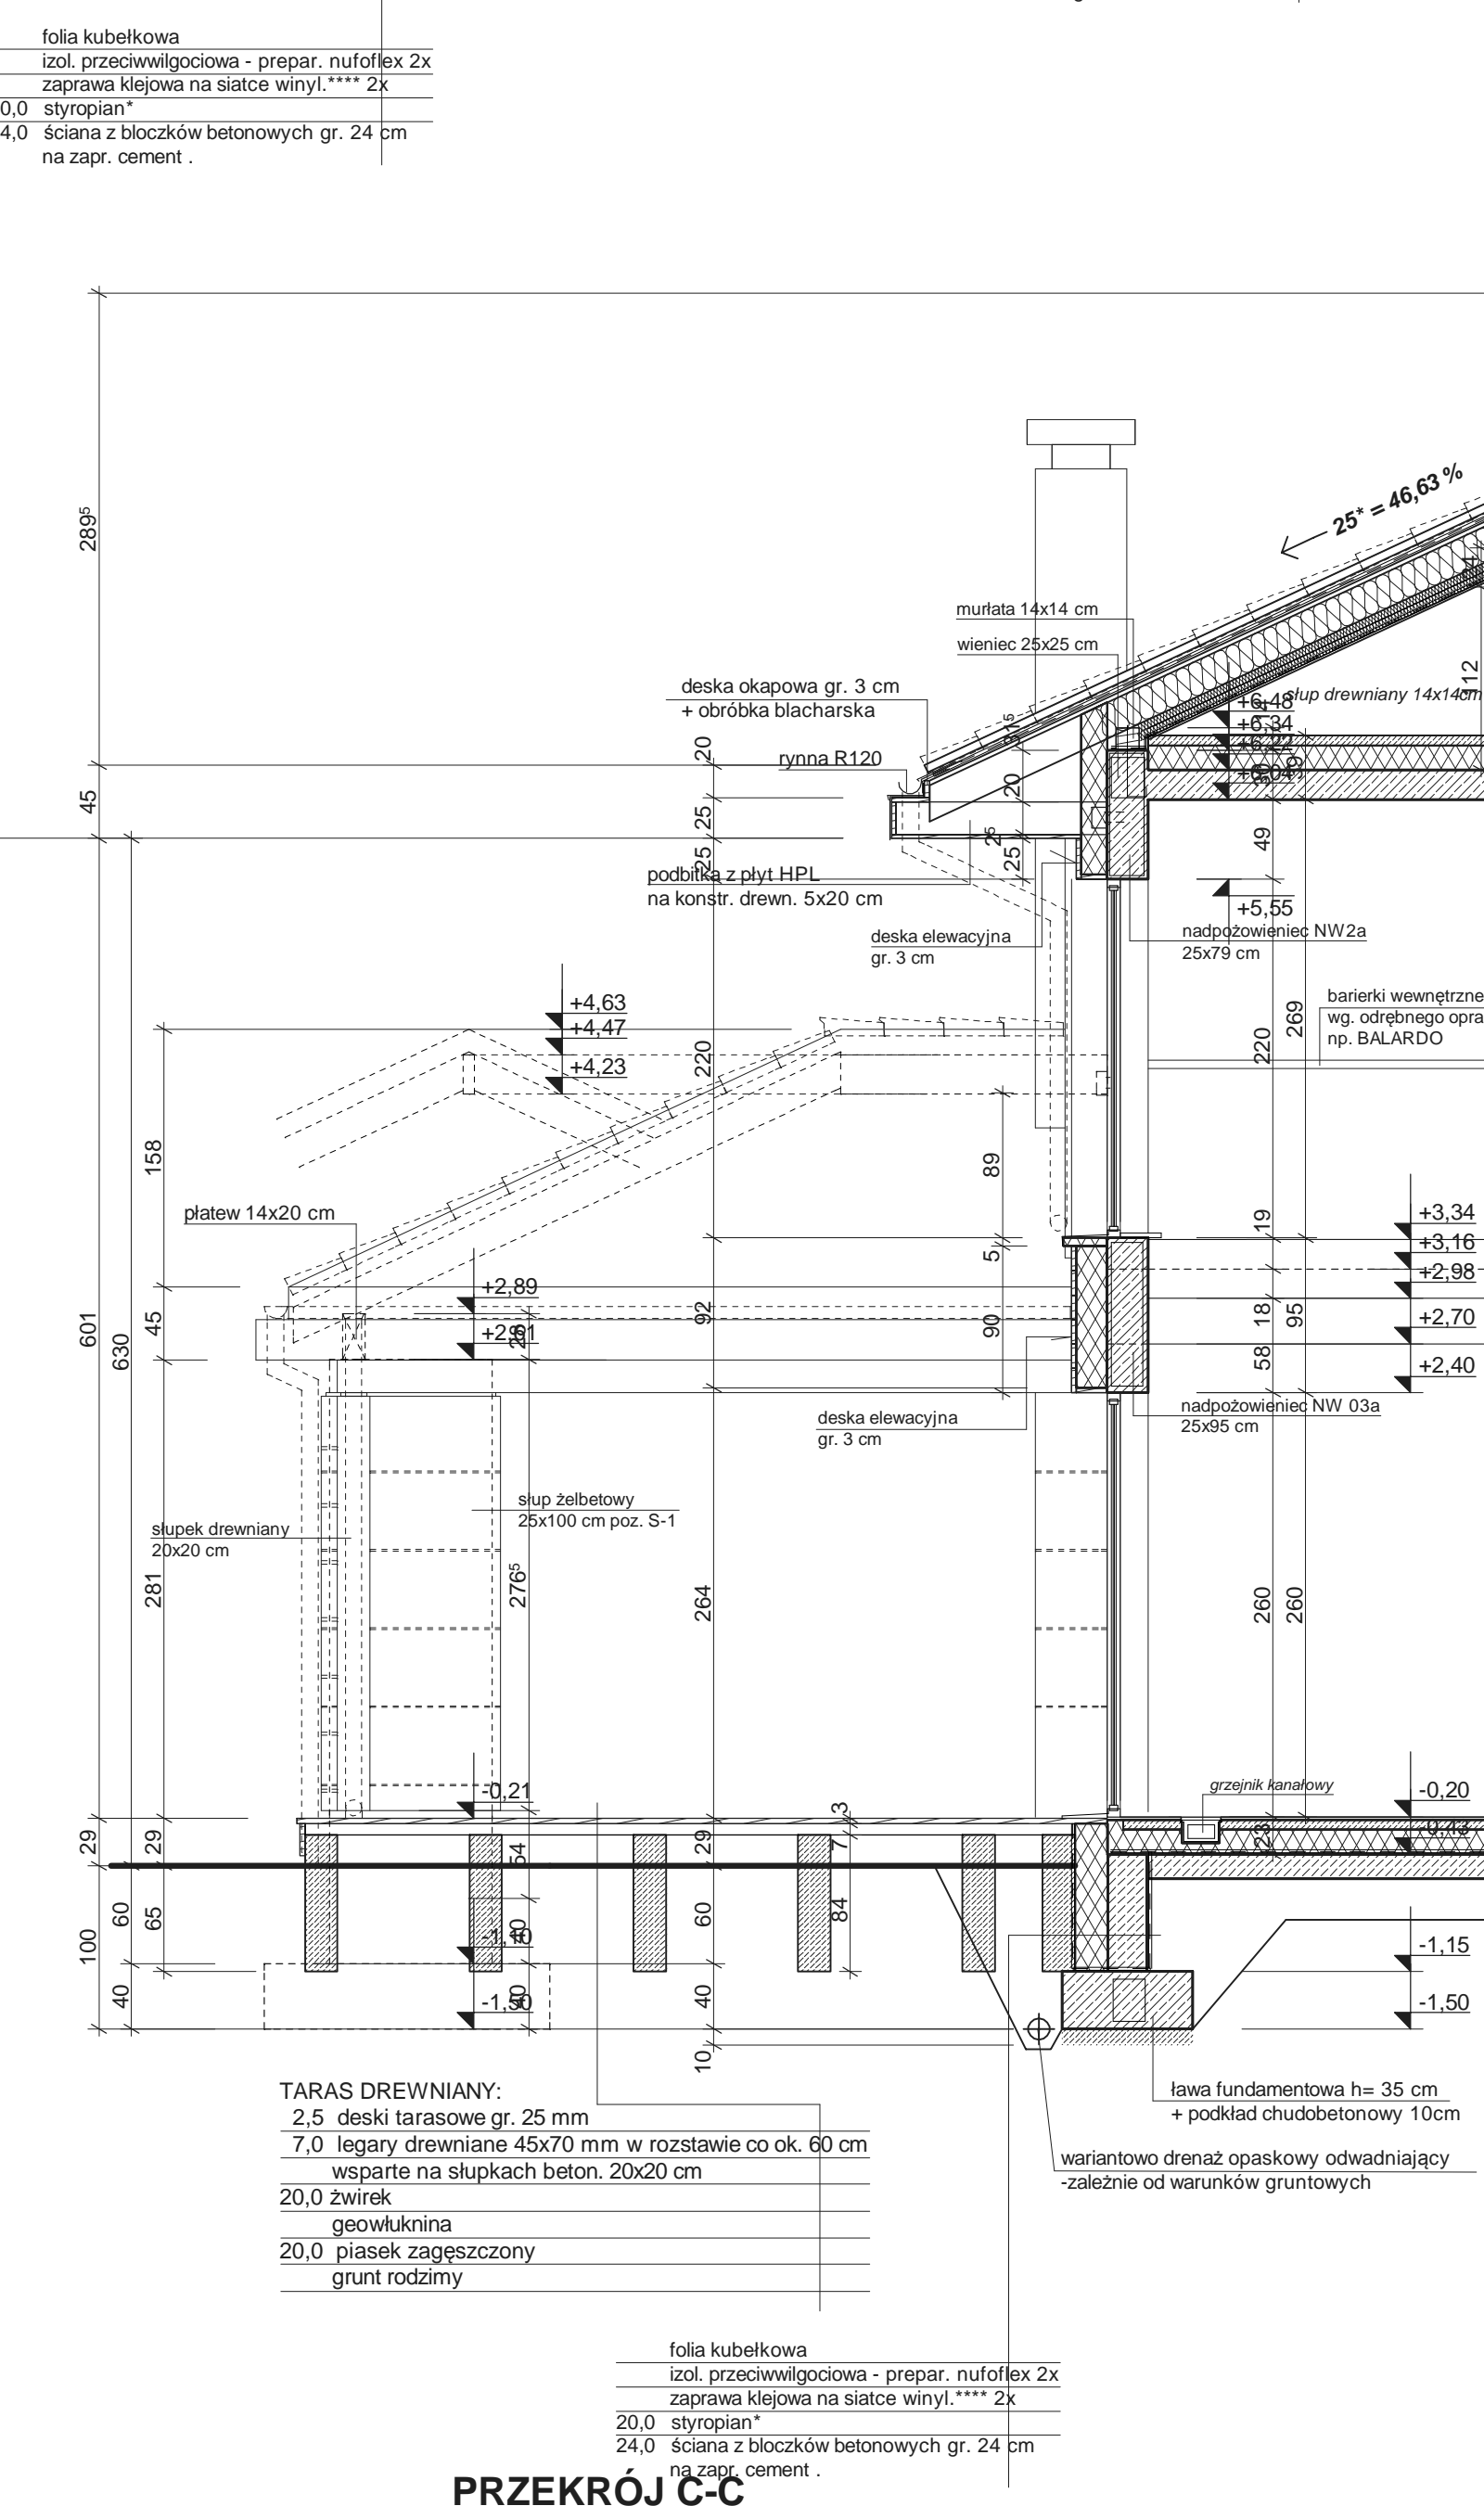 folia kubełkowa
izol. przeciwwilgociowa - prepar. nufoflex 2x
zaprawa klejowa na siatce winyl.**** 2x
0,0 styropian*
4,0 ściana z bloczków betonowych gr. 24 cm
na zapr. cement .
289⁵
25* = 46,63 %
murłata 14x14 cm
wieniec 25x25 cm
112
deska okapowa gr. 3 cm
+ obróbka blacharska
słup drewniany 14x14cm
+6,48
+6,34
20
rynna R120
45
25
20
25
25
2⁵
49
podbitka z płyt HPL
na konstr. drewn. 5x20 cm
+5,55
deska elewacyjna
gr. 3 cm
nadpożowieniec NW2a
25x79 cm
+4,63
+4,47
+4,23
220
220
269
barierki wewnętrzne
wg. odrębnego opra
np. BALARDO
158
89
płatew 14x20 cm
19
+3,34
+3,16
+2,98
5
+2,89
+2,61
601
630
45
92
90
18
95
58
+2,70
+2,40
deska elewacyjna
gr. 3 cm
nadpożowieniec NW 03a
25x95 cm
słup żelbetowy
25x100 cm poz. S-1
słupek drewniany
20x20 cm
281
276⁵
264
260
260
grzejnik kanałowy
-0,21
-0,20
3
29
29
54
29
7
23
-0,43
100
60
65
60
84
-1,10
-1,15
40
-1,50
40
-1,50
10
TARAS DREWNIANY:
2,5 deski tarasowe gr. 25 mm
7,0 legary drewniane 45x70 mm w rozstawie co ok. 60 cm
wsparte na słupkach beton. 20x20 cm
20,0 żwirek
geowłuknina
20,0 piasek zagęszczony
grunt rodzimy
ława fundamentowa h= 35 cm
+ podkład chudobetonowy 10cm
wariantowo drenaż opaskowy odwadniający
-zależnie od warunków gruntowych
folia kubełkowa
izol. przeciwwilgociowa - prepar. nufoflex 2x
zaprawa klejowa na siatce winyl.**** 2x
20,0 styropian*
24,0 ściana z bloczków betonowych gr. 24 cm
na zapr. cement .
PRZEKRÓJ C-C